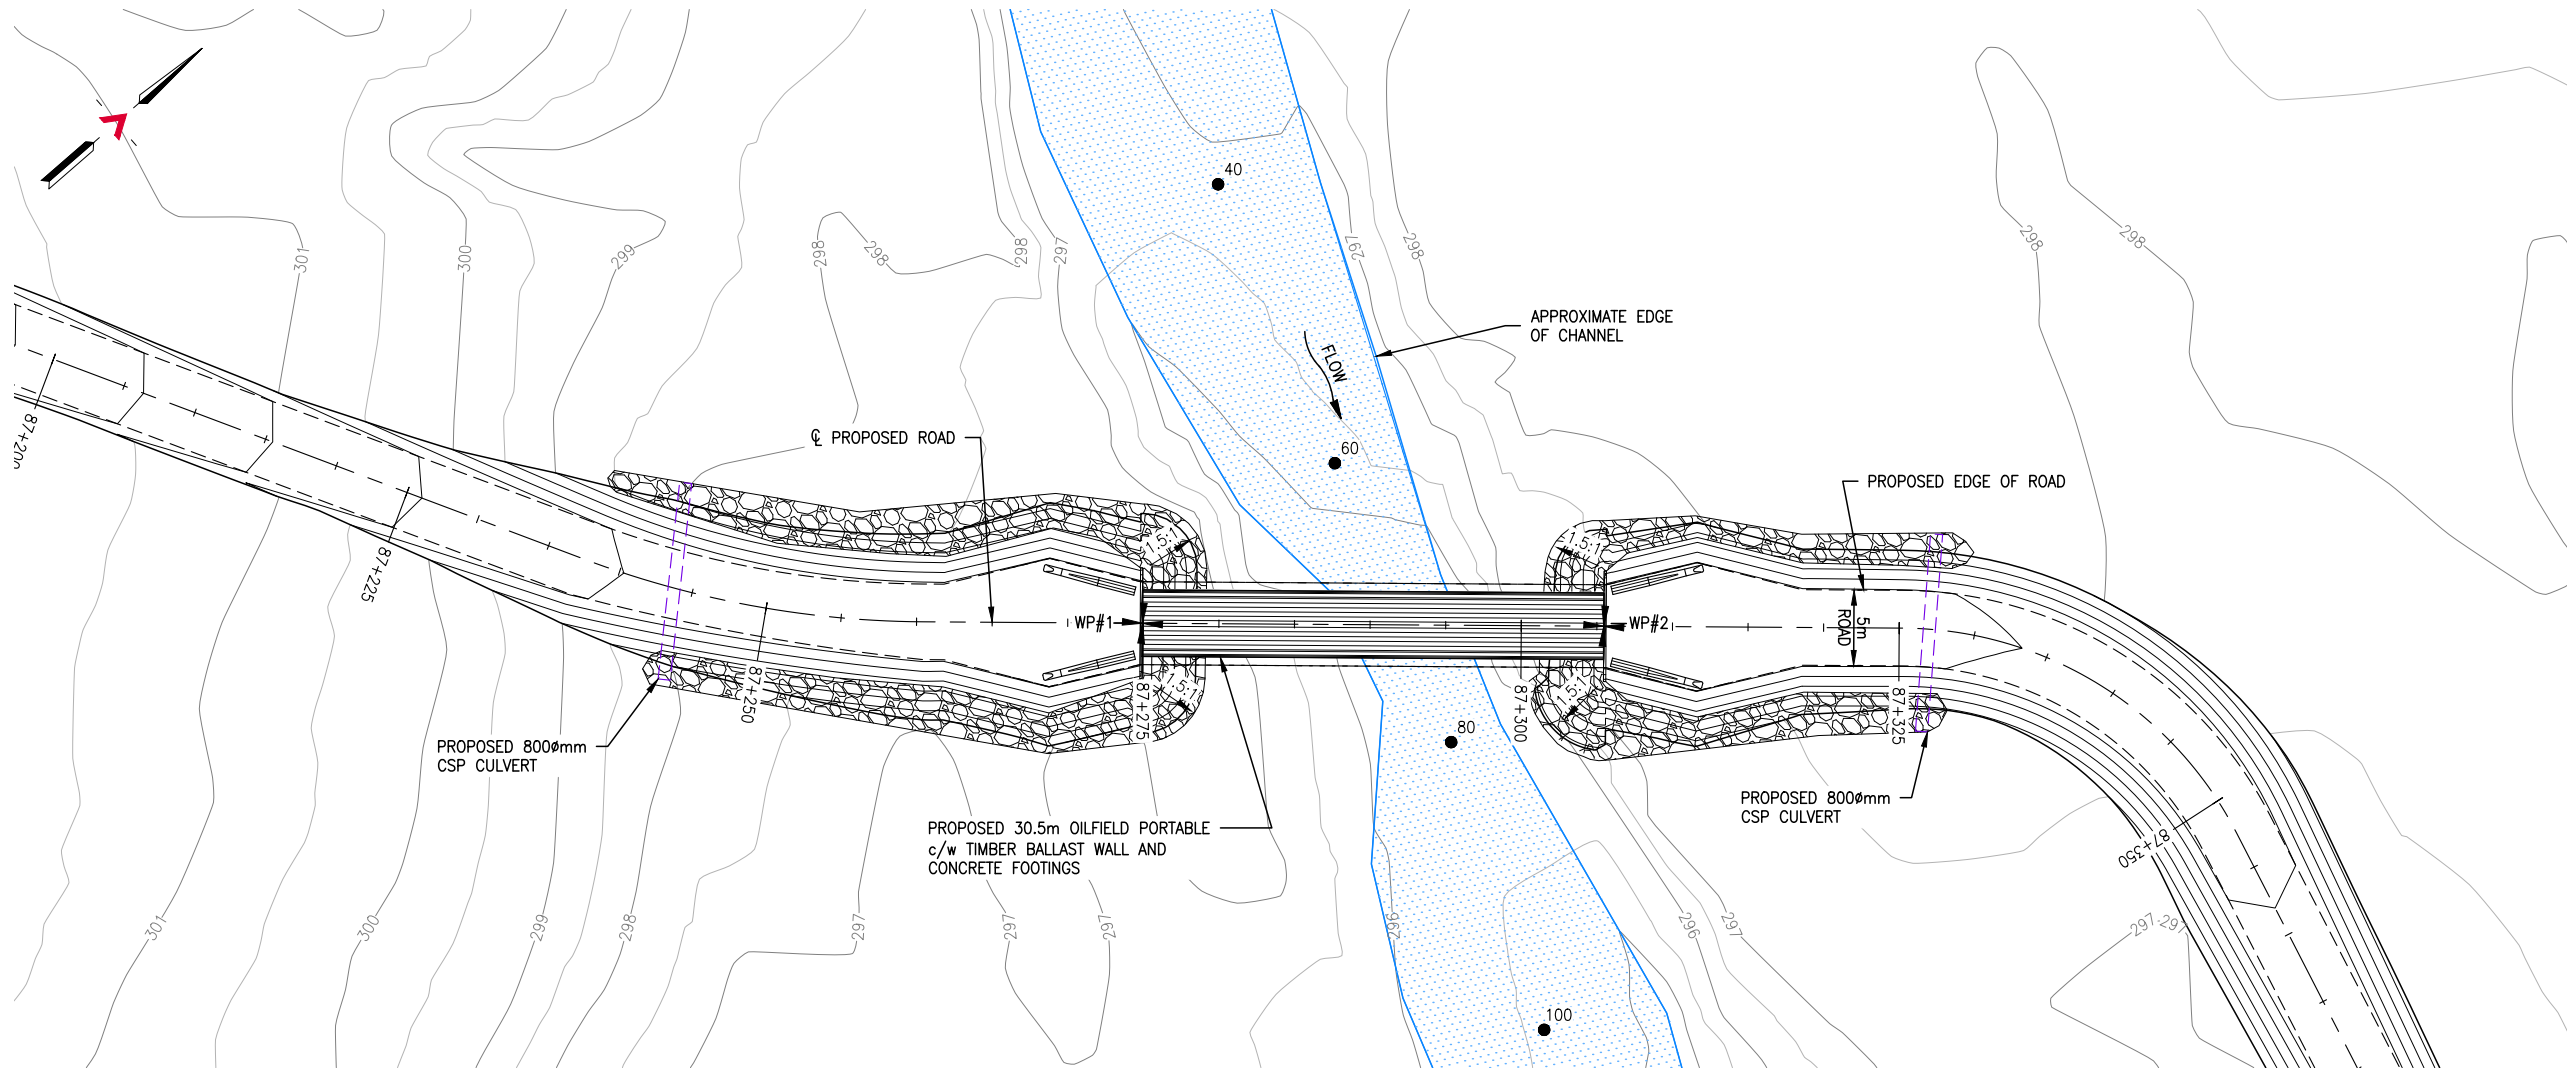 40
301
300
299
298
298
298
297
297
298
298
298
APPROXIMATE EDGE
OF CHANNEL
FLOW
87+200
℄ PROPOSED ROAD
60
PROPOSED EDGE OF ROAD
87+225
1.5:1
1.5:1
WP#1
WP#2
5m
ROAD
87+250
87+275
1.5:1
1.5:1
87+300
87+325
PROPOSED 800ømm
CSP CULVERT
80
PROPOSED 800ømm
CSP CULVERT
PROPOSED 30.5m OILFIELD PORTABLE
c/w TIMBER BALLAST WALL AND
CONCRETE FOOTINGS
87+350
301
300
299
298
297
297
297
296
296
297
297
297
100